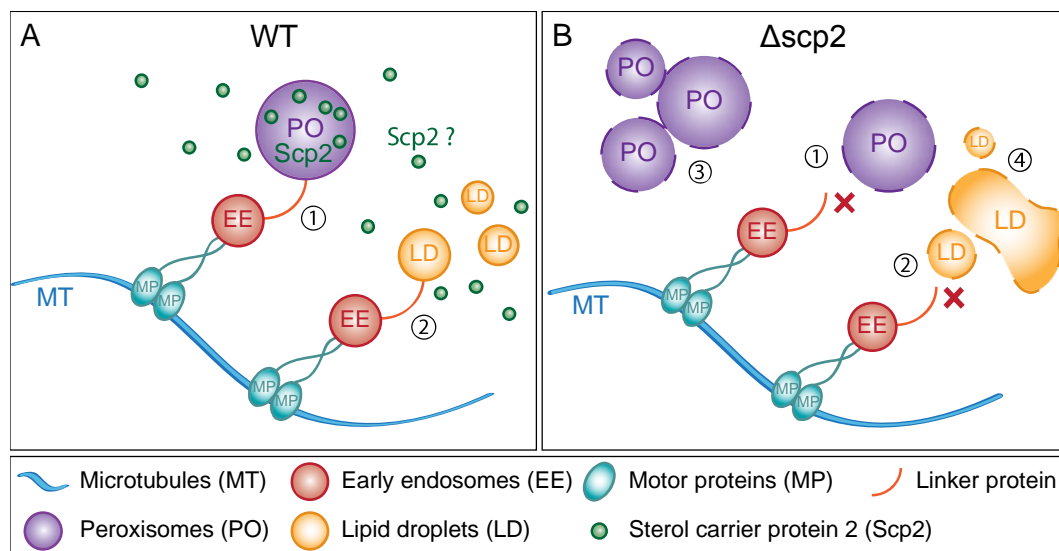 A
WT
PO
Scp2
Scp2 ?
EE
①
LD
LD
LD
MP
MP
MT
EE
②
MP
MP
B
Δscp2
PO
PO
PO
③
①
PO
LD
④
LD
EE
②
LD
MP
MP
MT
EE
MP
MP
Microtubules (MT)
Early endosomes (EE)
Motor proteins (MP)
Linker protein
Peroxisomes (PO)
Lipid droplets (LD)
Sterol carrier protein 2 (Scp2)